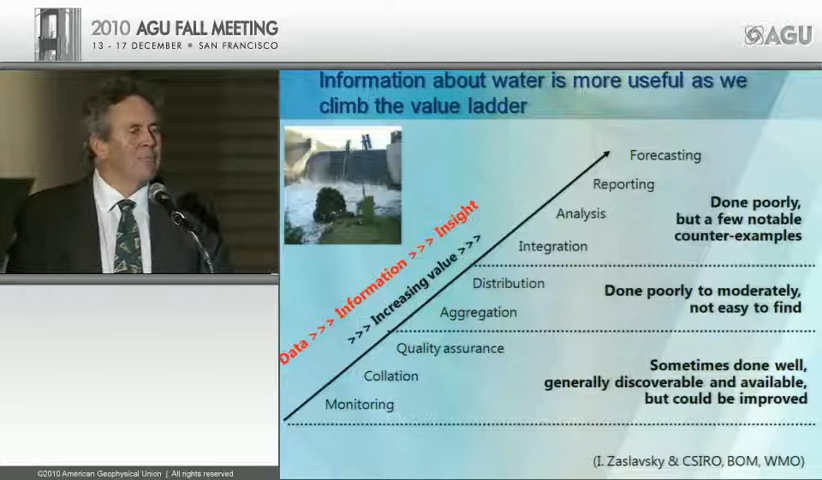 2010 AGU FALL MEETING
13 - 17 DECEMBER • SAN FRANCISCO
AGU
Information about water is more useful as we
climb the value ladder
Forecasting
Reporting
Analysis
Integration
Done poorly,
but a few notable
counter-examples
Data >>> Information >>> Insight
>>> Increasing value >>>
Distribution
Aggregation
Done poorly to moderately,
not easy to find
Quality assurance
Collation
Monitoring
Sometimes done well,
generally discoverable and available,
but could be improved
(I. Zaslavsky & CSIRO, BOM, WMO)
©2010 American Geophysical Union | All rights reserved